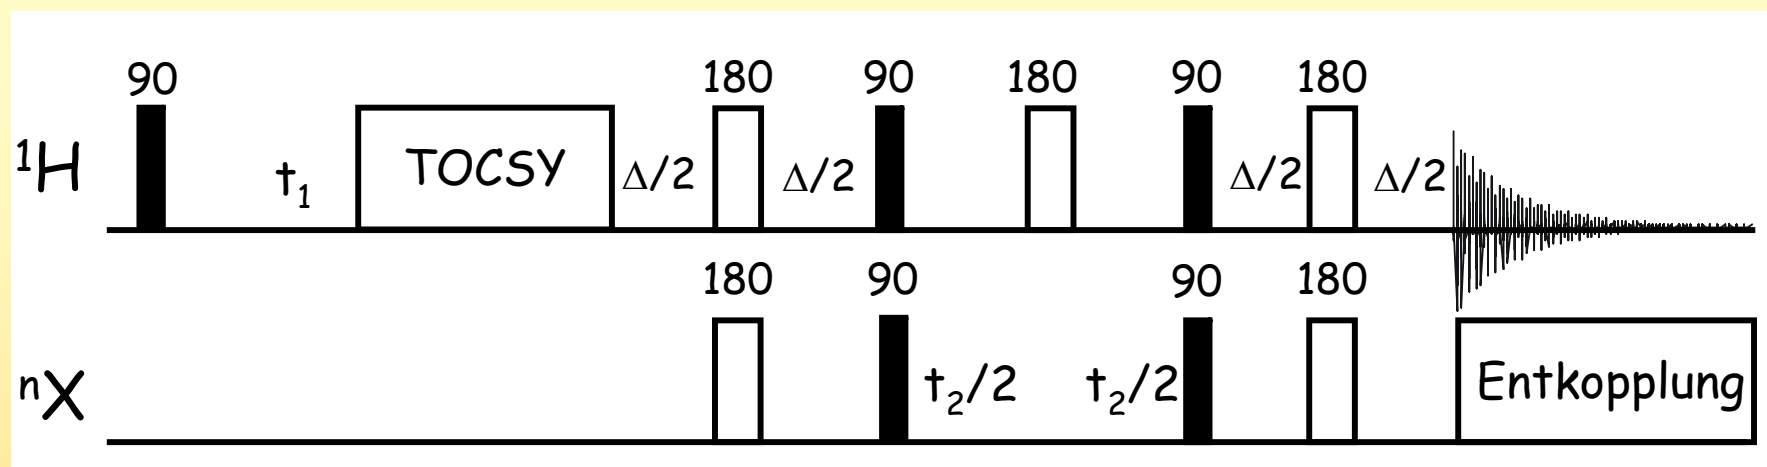 90 180 90 180 90 180
¹H t₁ TOCSY Δ/2 Δ/2 Δ/2 Δ/2
180 90 90 180
ⁿX t₂/2 t₂/2 Entkopplung